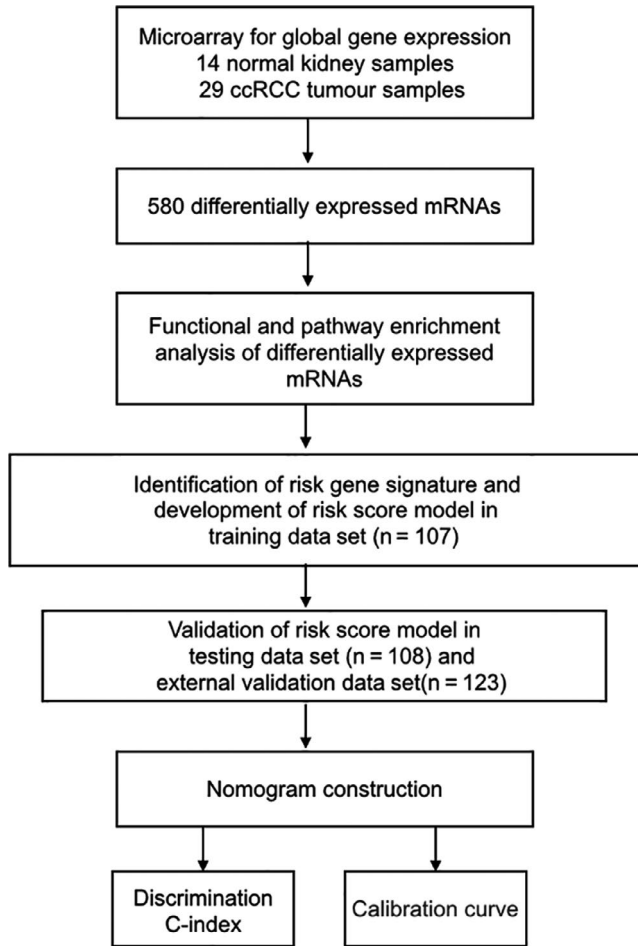 Microarray for global gene expression
14 normal kidney samples
29 ccRCC tumour samples
580 differentially expressed mRNAs
Functional and pathway enrichment
analysis of differentially expressed
mRNAs
Identification of risk gene signature and
development of risk score model in
training data set (n = 107)
Validation of risk score model in
testing data set (n = 108) and
external validation data set(n = 123)
Nomogram construction
Discrimination
C-index
Calibration curve